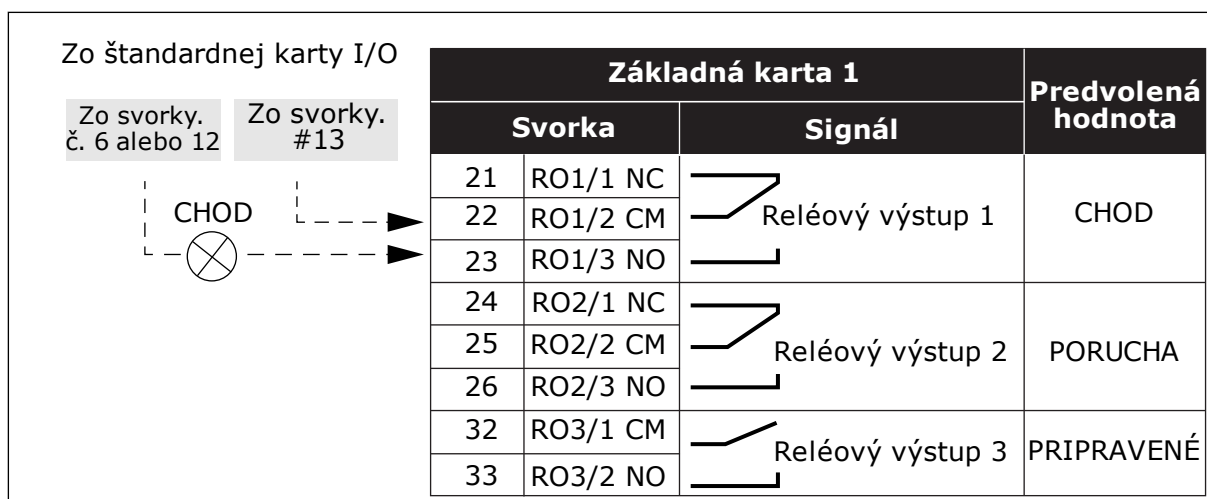 Zo štandardnej karty I/O
Zo svorky.
č. 6 alebo 12
Zo svorky.
#13
CHOD
Základná karta 1
Predvolená
hodnota
Svorka
Signál
21 RO1/1 NC
22 RO1/2 CM
23 RO1/3 NO
Reléový výstup 1
CHOD
24 RO2/1 NC
25 RO2/2 CM
26 RO2/3 NO
Reléový výstup 2
PORUCHA
32 RO3/1 CM
33 RO3/2 NO
Reléový výstup 3
PRIPRAVENÉ